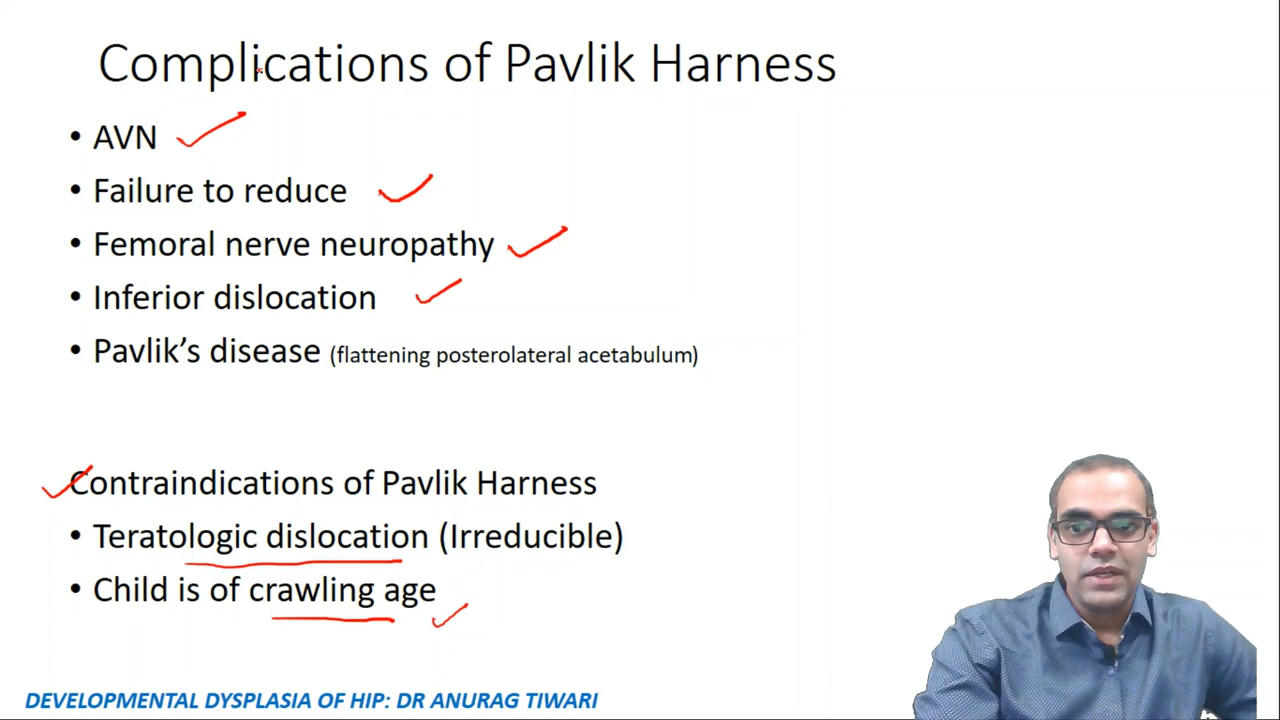 Complications of Pavlik Harness
• AVN
• Failure to reduce
• Femoral nerve neuropathy
• Inferior dislocation
• Pavlik’s disease (flattening posterolateral acetabulum)
Contraindications of Pavlik Harness
• Teratologic dislocation (Irreducible)
• Child is of crawling age
DEVELOPMENTAL DYSPLASIA OF HIP: DR ANURAG TIWARI